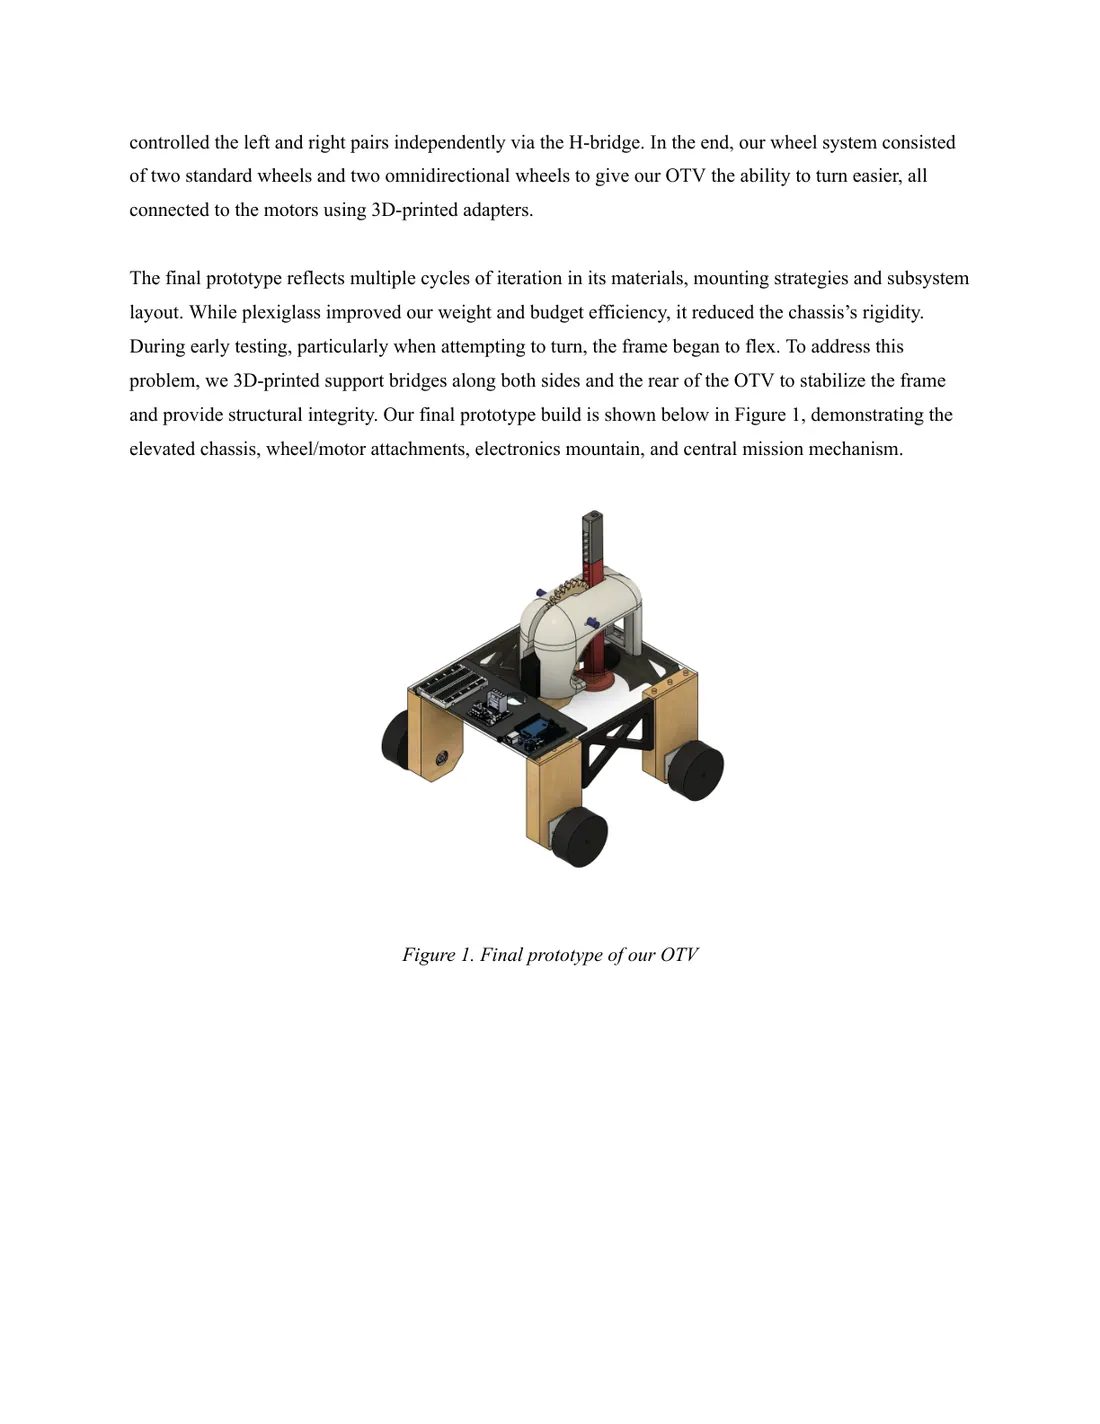 controlled the left and right pairs independently via the H-bridge. In the end, our wheel system consisted
of two standard wheels and two omnidirectional wheels to give our OTV the ability to turn easier, all
connected to the motors using 3D-printed adapters.
The final prototype reflects multiple cycles of iteration in its materials, mounting strategies and subsystem
layout. While plexiglass improved our weight and budget efficiency, it reduced the chassis’s rigidity.
During early testing, particularly when attempting to turn, the frame began to flex. To address this
problem, we 3D-printed support bridges along both sides and the rear of the OTV to stabilize the frame
and provide structural integrity. Our final prototype build is shown below in Figure 1, demonstrating the
elevated chassis, wheel/motor attachments, electronics mountain, and central mission mechanism.
Figure 1. Final prototype of our OTV